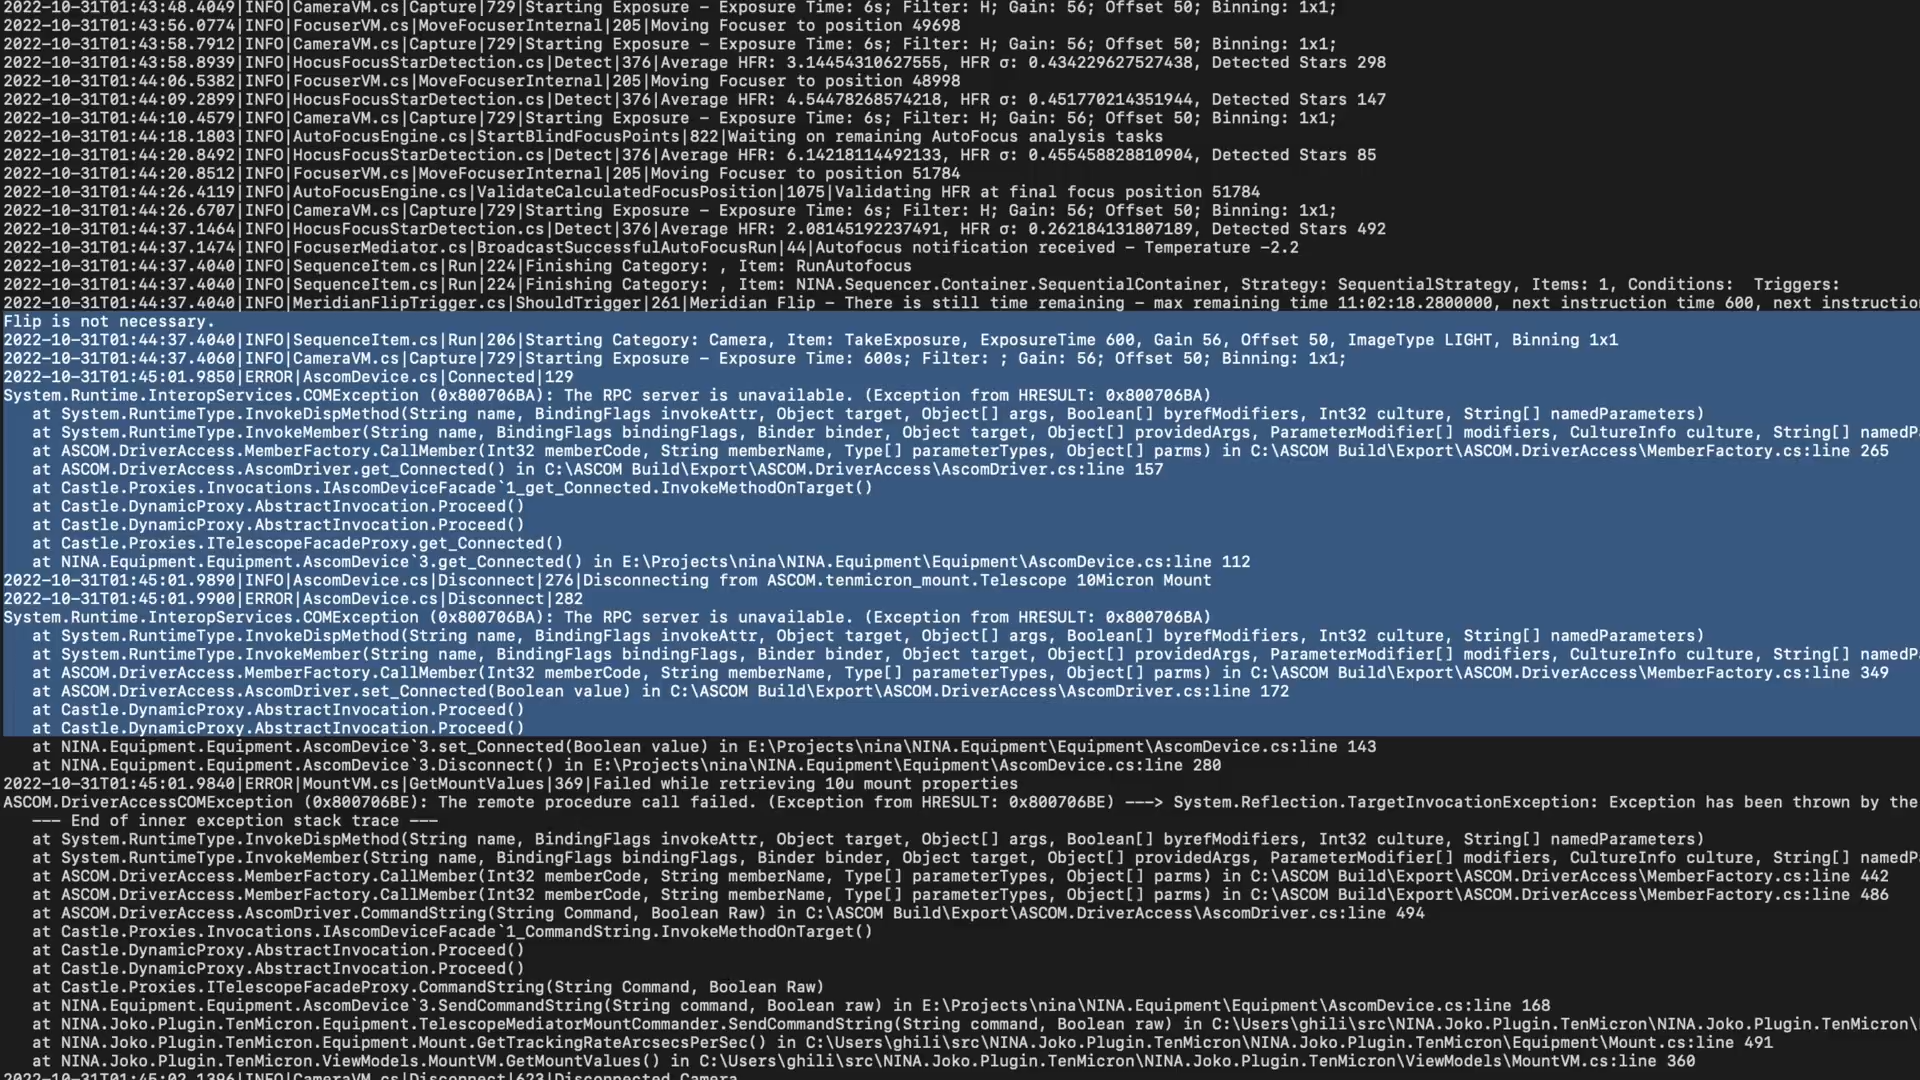 2022-10-31T01:43:48.4049|INFO|CameraVM.cs|Capture|729|Starting Exposure - Exposure Time: 6s; Filter: H; Gain: 56; Offset 50; Binning: 1x1;
2022-10-31T01:43:56.0774|INFO|FocuserVM.cs|MoveFocuserInternal|205|Moving Focuser to position 49698
2022-10-31T01:43:58.7912|INFO|CameraVM.cs|Capture|729|Starting Exposure - Exposure Time: 6s; Filter: H; Gain: 56; Offset 50; Binning: 1x1;
2022-10-31T01:43:58.8939|INFO|HocusFocusStarDetection.cs|Detect|376|Average HFR: 3.14454310627555, HFR σ: 0.434229627527438, Detected Stars 298
2022-10-31T01:44:06.5382|INFO|FocuserVM.cs|MoveFocuserInternal|205|Moving Focuser to position 48998
2022-10-31T01:44:09.2899|INFO|HocusFocusStarDetection.cs|Detect|376|Average HFR: 4.54478268574218, HFR σ: 0.451770214351944, Detected Stars 147
2022-10-31T01:44:10.4579|INFO|CameraVM.cs|Capture|729|Starting Exposure - Exposure Time: 6s; Filter: H; Gain: 56; Offset 50; Binning: 1x1;
2022-10-31T01:44:18.1803|INFO|AutoFocusEngine.cs|StartBlindFocusPoints|822|Waiting on remaining AutoFocus analysis tasks
2022-10-31T01:44:20.8492|INFO|HocusFocusStarDetection.cs|Detect|376|Average HFR: 6.14218114492133, HFR σ: 0.455458828810904, Detected Stars 85
2022-10-31T01:44:20.8512|INFO|FocuserVM.cs|MoveFocuserInternal|205|Moving Focuser to position 51784
2022-10-31T01:44:26.4119|INFO|AutoFocusEngine.cs|ValidateCalculatedFocusPosition|1075|Validating HFR at final focus position 51784
2022-10-31T01:44:26.6707|INFO|CameraVM.cs|Capture|729|Starting Exposure - Exposure Time: 6s; Filter: H; Gain: 56; Offset 50; Binning: 1x1;
2022-10-31T01:44:37.1464|INFO|HocusFocusStarDetection.cs|Detect|376|Average HFR: 2.08145192237491, HFR σ: 0.262184131807189, Detected Stars 492
2022-10-31T01:44:37.1474|INFO|FocuserMediator.cs|BroadcastSuccessfulAutoFocusRun|44|Autofocus notification received - Temperature -2.2
2022-10-31T01:44:37.4040|INFO|SequenceItem.cs|Run|224|Finishing Category: , Item: RunAutofocus
2022-10-31T01:44:37.4040|INFO|SequenceItem.cs|Run|224|Finishing Category: , Item: NINA.Sequencer.Container.SequentialContainer, Strategy: SequentialStrategy, Items: 1, Conditions:  Triggers:
2022-10-31T01:44:37.4040|INFO|MeridianFlipTrigger.cs|ShouldTrigger|261|Meridian Flip - There is still time remaining - max remaining time 11:02:18.2800000, next instruction time 600, next instructio
Flip is not necessary.
2022-10-31T01:44:37.4040|INFO|SequenceItem.cs|Run|206|Starting Category: Camera, Item: TakeExposure, ExposureTime 600, Gain 56, Offset 50, ImageType LIGHT, Binning 1x1
2022-10-31T01:44:37.4060|INFO|CameraVM.cs|Capture|729|Starting Exposure - Exposure Time: 600s; Filter: ; Gain: 56; Offset 50; Binning: 1x1;
2022-10-31T01:45:01.9850|ERROR|AscomDevice.cs|Connected|129
System.Runtime.InteropServices.COMException (0x800706BA): The RPC server is unavailable. (Exception from HRESULT: 0x800706BA)
   at System.RuntimeType.InvokeDispMethod(String name, BindingFlags invokeAttr, Object target, Object[] args, Boolean[] byrefModifiers, Int32 culture, String[] namedParameters)
   at System.RuntimeType.InvokeMember(String name, BindingFlags bindingFlags, Binder binder, Object target, Object[] providedArgs, ParameterModifier[] modifiers, CultureInfo culture, String[] namedP
   at ASCOM.DriverAccess.MemberFactory.CallMember(Int32 memberCode, String memberName, Type[] parameterTypes, Object[] parms) in C:\ASCOM Build\Export\ASCOM.DriverAccess\MemberFactory.cs:line 265
   at ASCOM.DriverAccess.AscomDriver.get_Connected() in C:\ASCOM Build\Export\ASCOM.DriverAccess\AscomDriver.cs:line 157
   at Castle.Proxies.Invocations.IAscomDeviceFacade`1_get_Connected.InvokeMethodOnTarget()
   at Castle.DynamicProxy.AbstractInvocation.Proceed()
   at Castle.DynamicProxy.AbstractInvocation.Proceed()
   at Castle.Proxies.ITelescopeFacadeProxy.get_Connected()
   at NINA.Equipment.Equipment.AscomDevice`3.get_Connected() in E:\Projects\nina\NINA.Equipment\Equipment\AscomDevice.cs:line 112
2022-10-31T01:45:01.9890|INFO|AscomDevice.cs|Disconnect|276|Disconnecting from ASCOM.tenmicron_mount.Telescope 10Micron Mount
2022-10-31T01:45:01.9900|ERROR|AscomDevice.cs|Disconnect|282
System.Runtime.InteropServices.COMException (0x800706BA): The RPC server is unavailable. (Exception from HRESULT: 0x800706BA)
   at System.RuntimeType.InvokeDispMethod(String name, BindingFlags invokeAttr, Object target, Object[] args, Boolean[] byrefModifiers, Int32 culture, String[] namedParameters)
   at System.RuntimeType.InvokeMember(String name, BindingFlags bindingFlags, Binder binder, Object target, Object[] providedArgs, ParameterModifier[] modifiers, CultureInfo culture, String[] namedP
   at ASCOM.DriverAccess.MemberFactory.CallMember(Int32 memberCode, String memberName, Type[] parameterTypes, Object[] parms) in C:\ASCOM Build\Export\ASCOM.DriverAccess\MemberFactory.cs:line 349
   at ASCOM.DriverAccess.AscomDriver.set_Connected(Boolean value) in C:\ASCOM Build\Export\ASCOM.DriverAccess\AscomDriver.cs:line 172
   at Castle.DynamicProxy.AbstractInvocation.Proceed()
   at Castle.DynamicProxy.AbstractInvocation.Proceed()
   at NINA.Equipment.Equipment.AscomDevice`3.set_Connected(Boolean value) in E:\Projects\nina\NINA.Equipment\Equipment\AscomDevice.cs:line 143
   at NINA.Equipment.Equipment.AscomDevice`3.Disconnect() in E:\Projects\nina\NINA.Equipment\Equipment\AscomDevice.cs:line 280
2022-10-31T01:45:01.9840|ERROR|MountVM.cs|GetMountValues|369|Failed while retrieving 10u mount properties
ASCOM.DriverAccessCOMException (0x800706BE): The remote procedure call failed. (Exception from HRESULT: 0x800706BE) ---> System.Reflection.TargetInvocationException: Exception has been thrown by the
   --- End of inner exception stack trace ---
   at System.RuntimeType.InvokeDispMethod(String name, BindingFlags invokeAttr, Object target, Object[] args, Boolean[] byrefModifiers, Int32 culture, String[] namedParameters)
   at System.RuntimeType.InvokeMember(String name, BindingFlags bindingFlags, Binder binder, Object target, Object[] providedArgs, ParameterModifier[] modifiers, CultureInfo culture, String[] namedP
   at ASCOM.DriverAccess.MemberFactory.CallMember(Int32 memberCode, String memberName, Type[] parameterTypes, Object[] parms) in C:\ASCOM Build\Export\ASCOM.DriverAccess\MemberFactory.cs:line 442
   at ASCOM.DriverAccess.MemberFactory.CallMember(Int32 memberCode, String memberName, Type[] parameterTypes, Object[] parms) in C:\ASCOM Build\Export\ASCOM.DriverAccess\MemberFactory.cs:line 486
   at ASCOM.DriverAccess.AscomDriver.CommandString(String Command, Boolean Raw) in C:\ASCOM Build\Export\ASCOM.DriverAccess\AscomDriver.cs:line 494
   at Castle.Proxies.Invocations.IAscomDeviceFacade`1_CommandString.InvokeMethodOnTarget()
   at Castle.DynamicProxy.AbstractInvocation.Proceed()
   at Castle.DynamicProxy.AbstractInvocation.Proceed()
   at Castle.Proxies.ITelescopeFacadeProxy.CommandString(String Command, Boolean Raw)
   at NINA.Equipment.Equipment.AscomDevice`3.SendCommandString(String command, Boolean raw) in E:\Projects\nina\NINA.Equipment\Equipment\AscomDevice.cs:line 168
   at NINA.Joko.Plugin.TenMicron.Equipment.TelescopeMediatorMountCommander.SendCommandString(String command, Boolean raw) in C:\Users\ghili\src\NINA.Joko.Plugin.TenMicron\NINA.Joko.Plugin.TenMicron\
   at NINA.Joko.Plugin.TenMicron.Equipment.Mount.GetTrackingRateArcsecsPerSec() in C:\Users\ghili\src\NINA.Joko.Plugin.TenMicron\NINA.Joko.Plugin.TenMicron\Equipment\Mount.cs:line 491
   at NINA.Joko.Plugin.TenMicron.ViewModels.MountVM.GetMountValues() in C:\Users\ghili\src\NINA.Joko.Plugin.TenMicron\NINA.Joko.Plugin.TenMicron\ViewModels\MountVM.cs:line 360
2022-10-31T01:45:02.1396|INFO|CameraVM.cs|Disconnect|623|Disconnected Camera